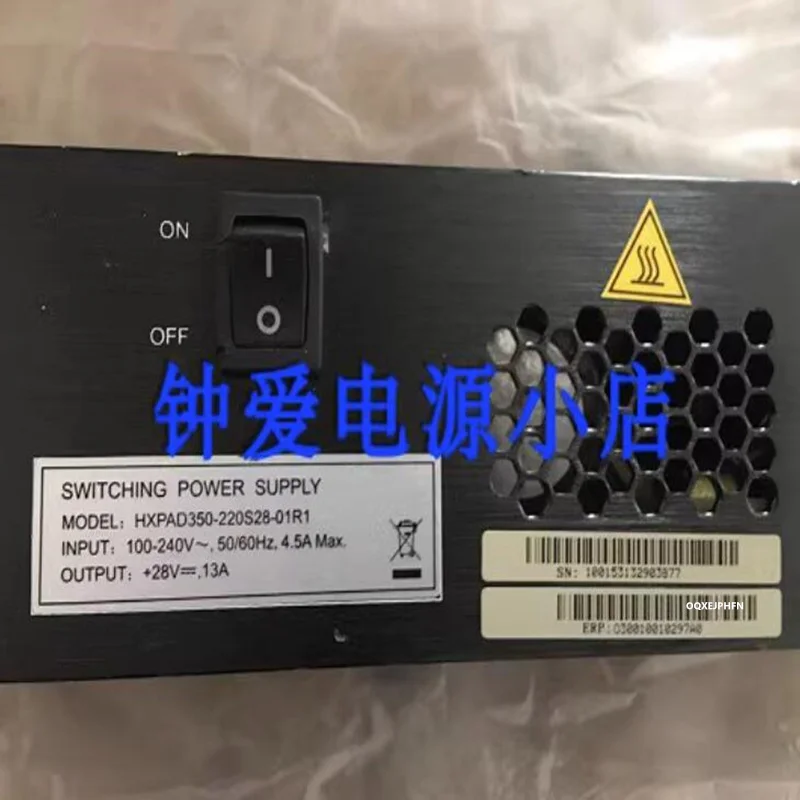 ON
I
O
OFF
钟爱电源小店
SWITCHING POWER SUPPLY
MODEL: HXPAD350-220S28-01R1
INPUT: 100-240V～, 50/60Hz, 4.5A Max.
OUTPUT: +28V⎓,13A
SN: 100153132903877
OQXEJPHFN
ERP:O30010010297A0